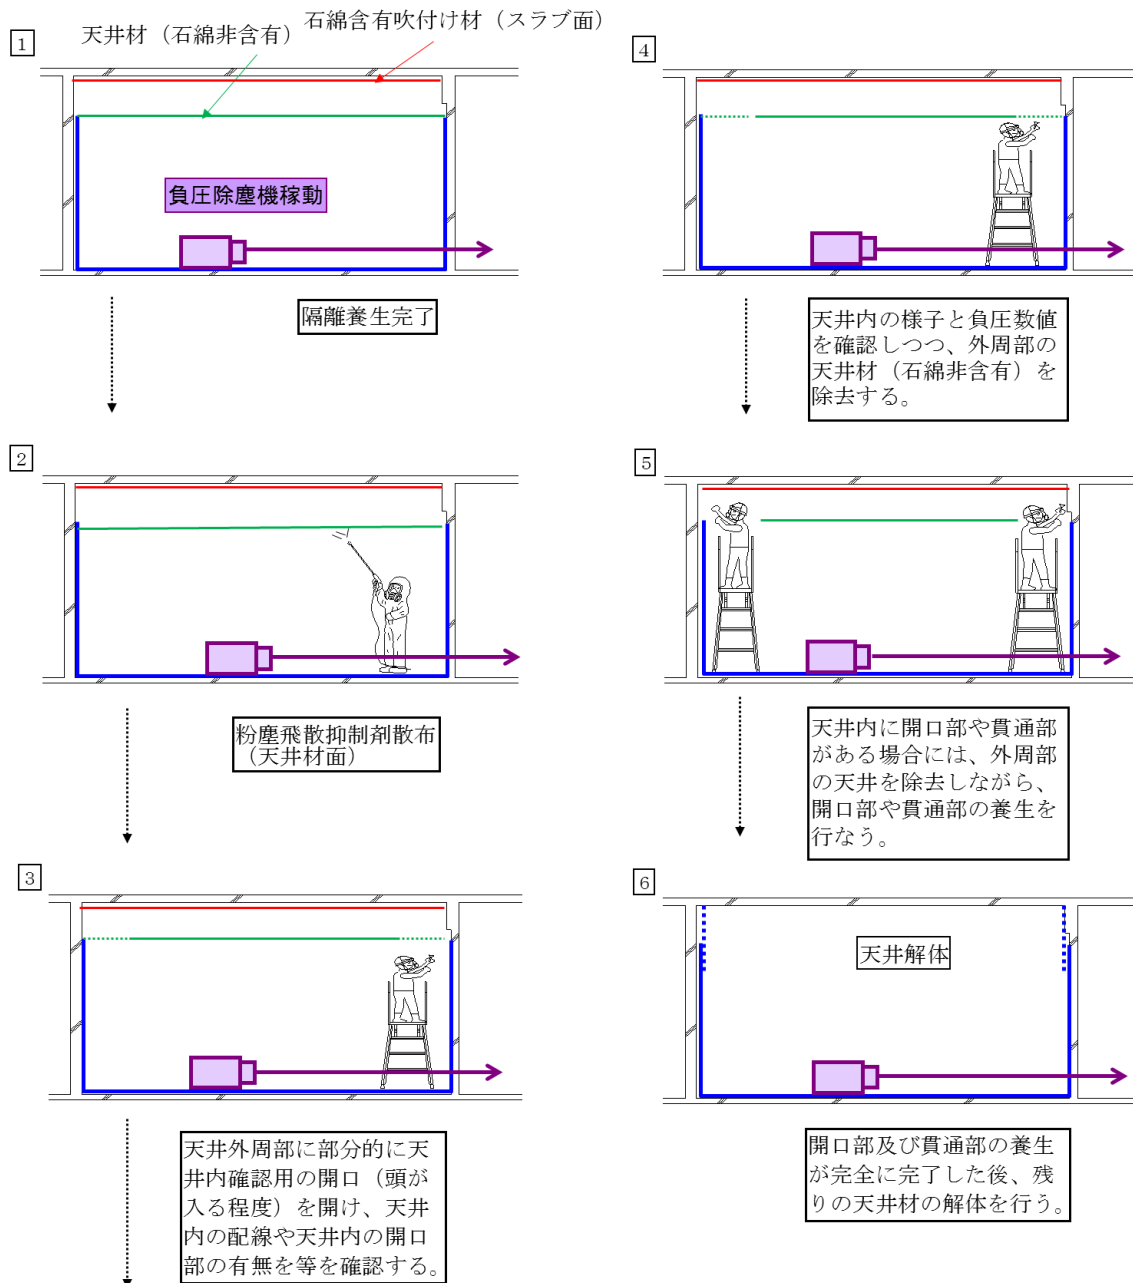 1
天井材（石綿非含有）
石綿含有吹付け材（スラブ面）
負圧除塵機稼動
隔離養生完了
2
粉塵飛散抑制剤散布
（天井材面）
3
天井外周部に部分的に天
井内確認用の開口（頭が
入る程度）を開け、天井
内の配線や天井内の開口
部の有無を等を確認する。
4
天井内の様子と負圧数値
を確認しつつ、外周部の
天井材（石綿非含有）を
除去する。
5
天井内に開口部や貫通部
がある場合には、外周部
の天井を除去しながら、
開口部や貫通部の養生を
行なう。
6
天井解体
開口部及び貫通部の養生
が完全に完了した後、残
りの天井材の解体を行う。